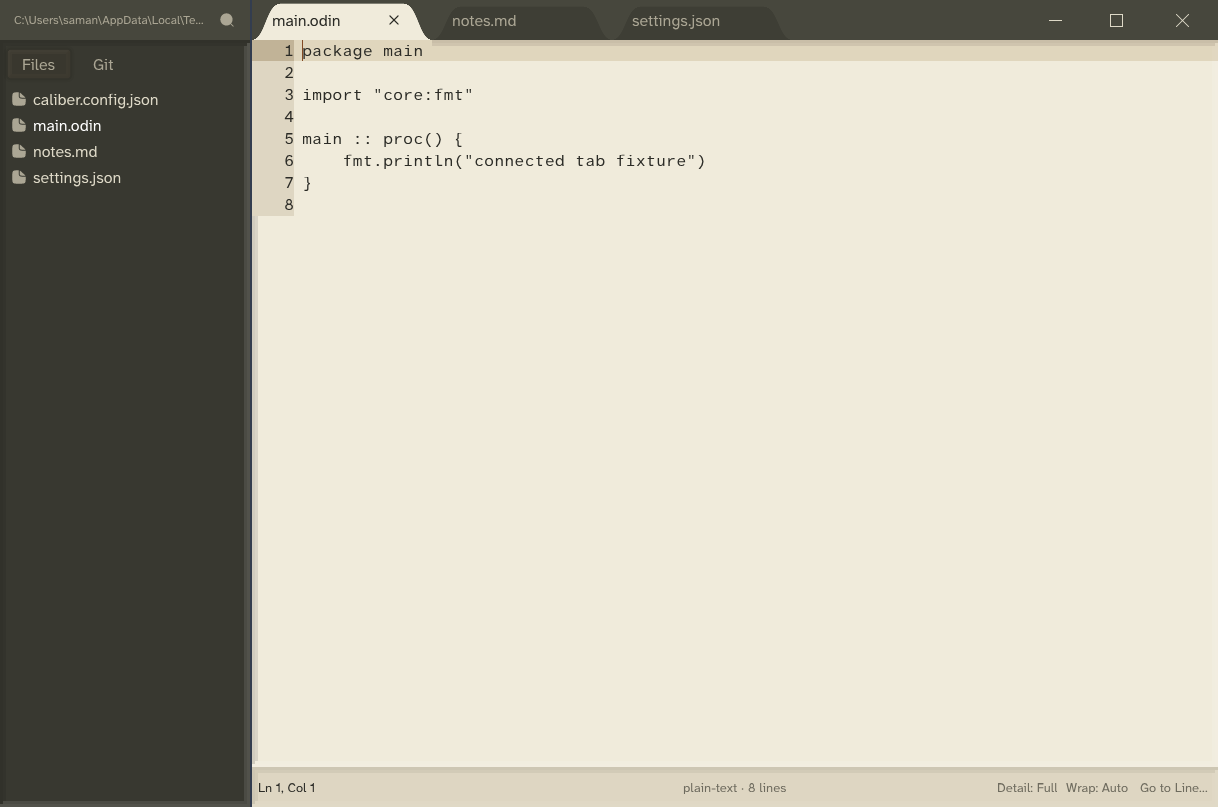 C:\Users\saman\AppData\Local\Te...
main.odin
notes.md
settings.json
Files
Git
caliber.config.json
main.odin
notes.md
settings.json
1 package main
2
3 import "core:fmt"
4
5 main :: proc() {
6     fmt.println("connected tab fixture")
7 }
8
Ln 1, Col 1
plain-text · 8 lines
Detail: Full
Wrap: Auto
Go to Line...